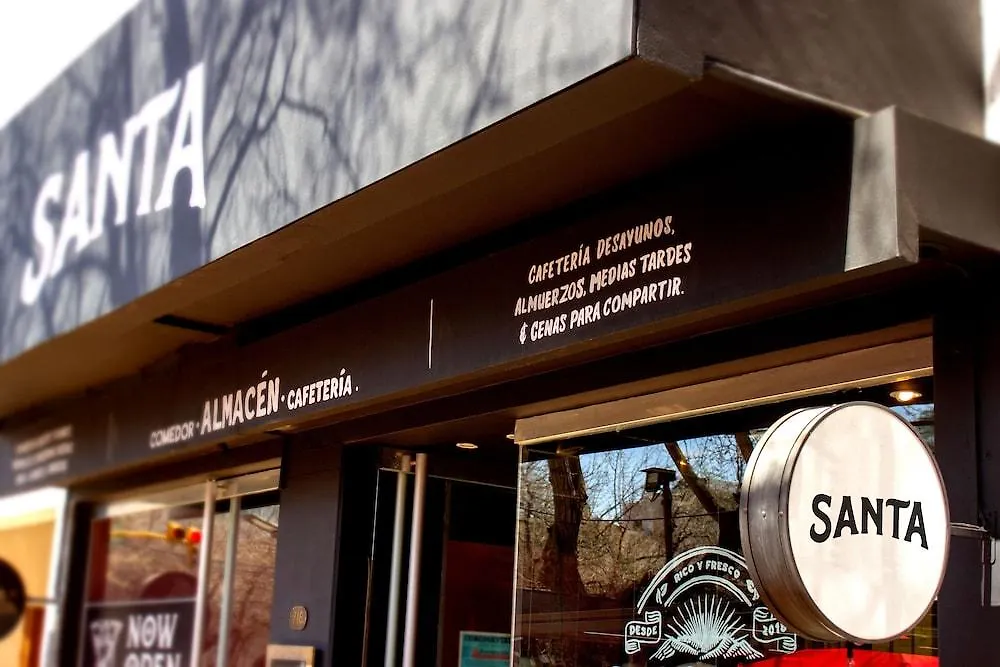 SANTA
CAFETERÍA DESAYUNOS,
ALMUERZOS, MEDIAS TARDES
& CENAS PARA COMPARTIR.
COMEDOR · ALMACÉN · CAFETERÍA.
SANTA
RICO Y FRESCO
DESDE 2016
NOW
OPEN